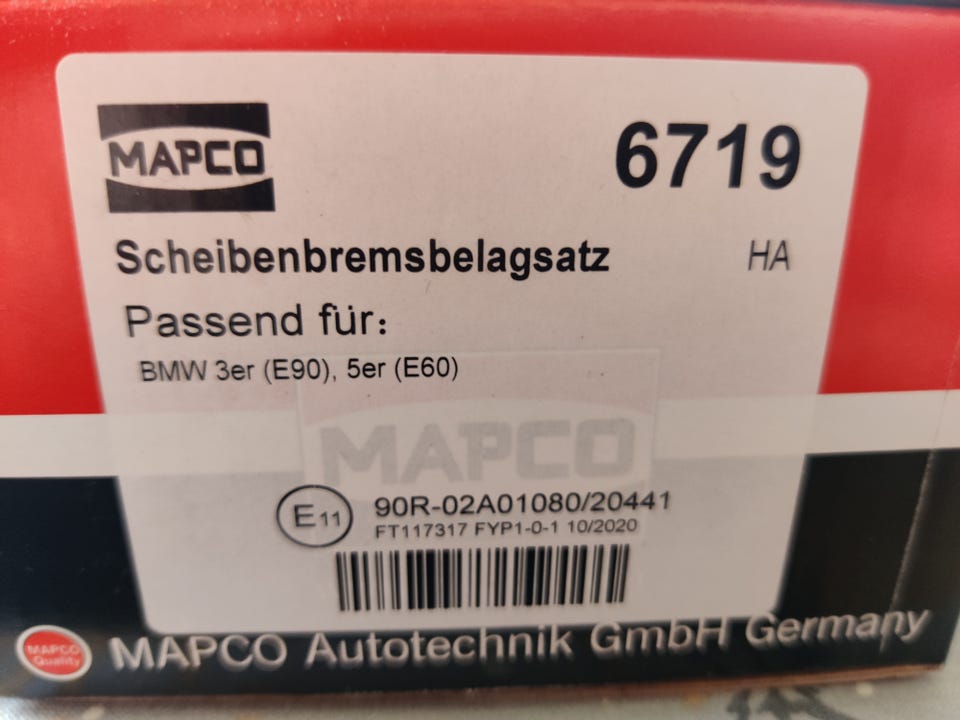 MAPCO
6719
Scheibenbremsbelagsatz HA
Passend für:
BMW 3er (E90), 5er (E60)
MAPCO
E11 90R-02A01080/20441
FT117317 FYP1-0-1 10/2020
MAPCO Quality
MAPCO Autotechnik GmbH Germany